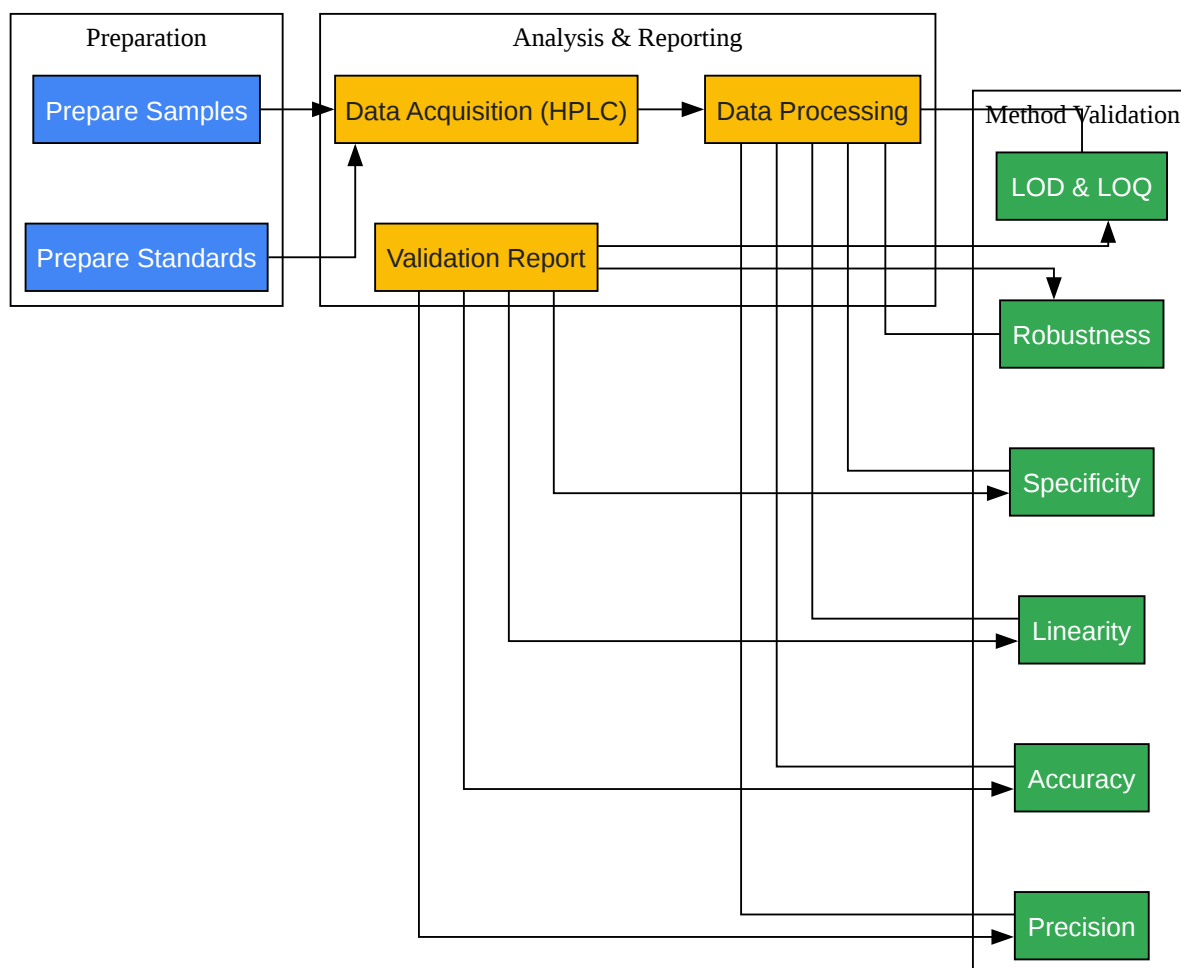 Preparation
Analysis & Reporting
Prepare Samples
Data Acquisition (HPLC)
Data Processing
Method Validation
LOD & LOQ
Prepare Standards
Validation Report
Robustness
Specificity
Linearity
Accuracy
Precision